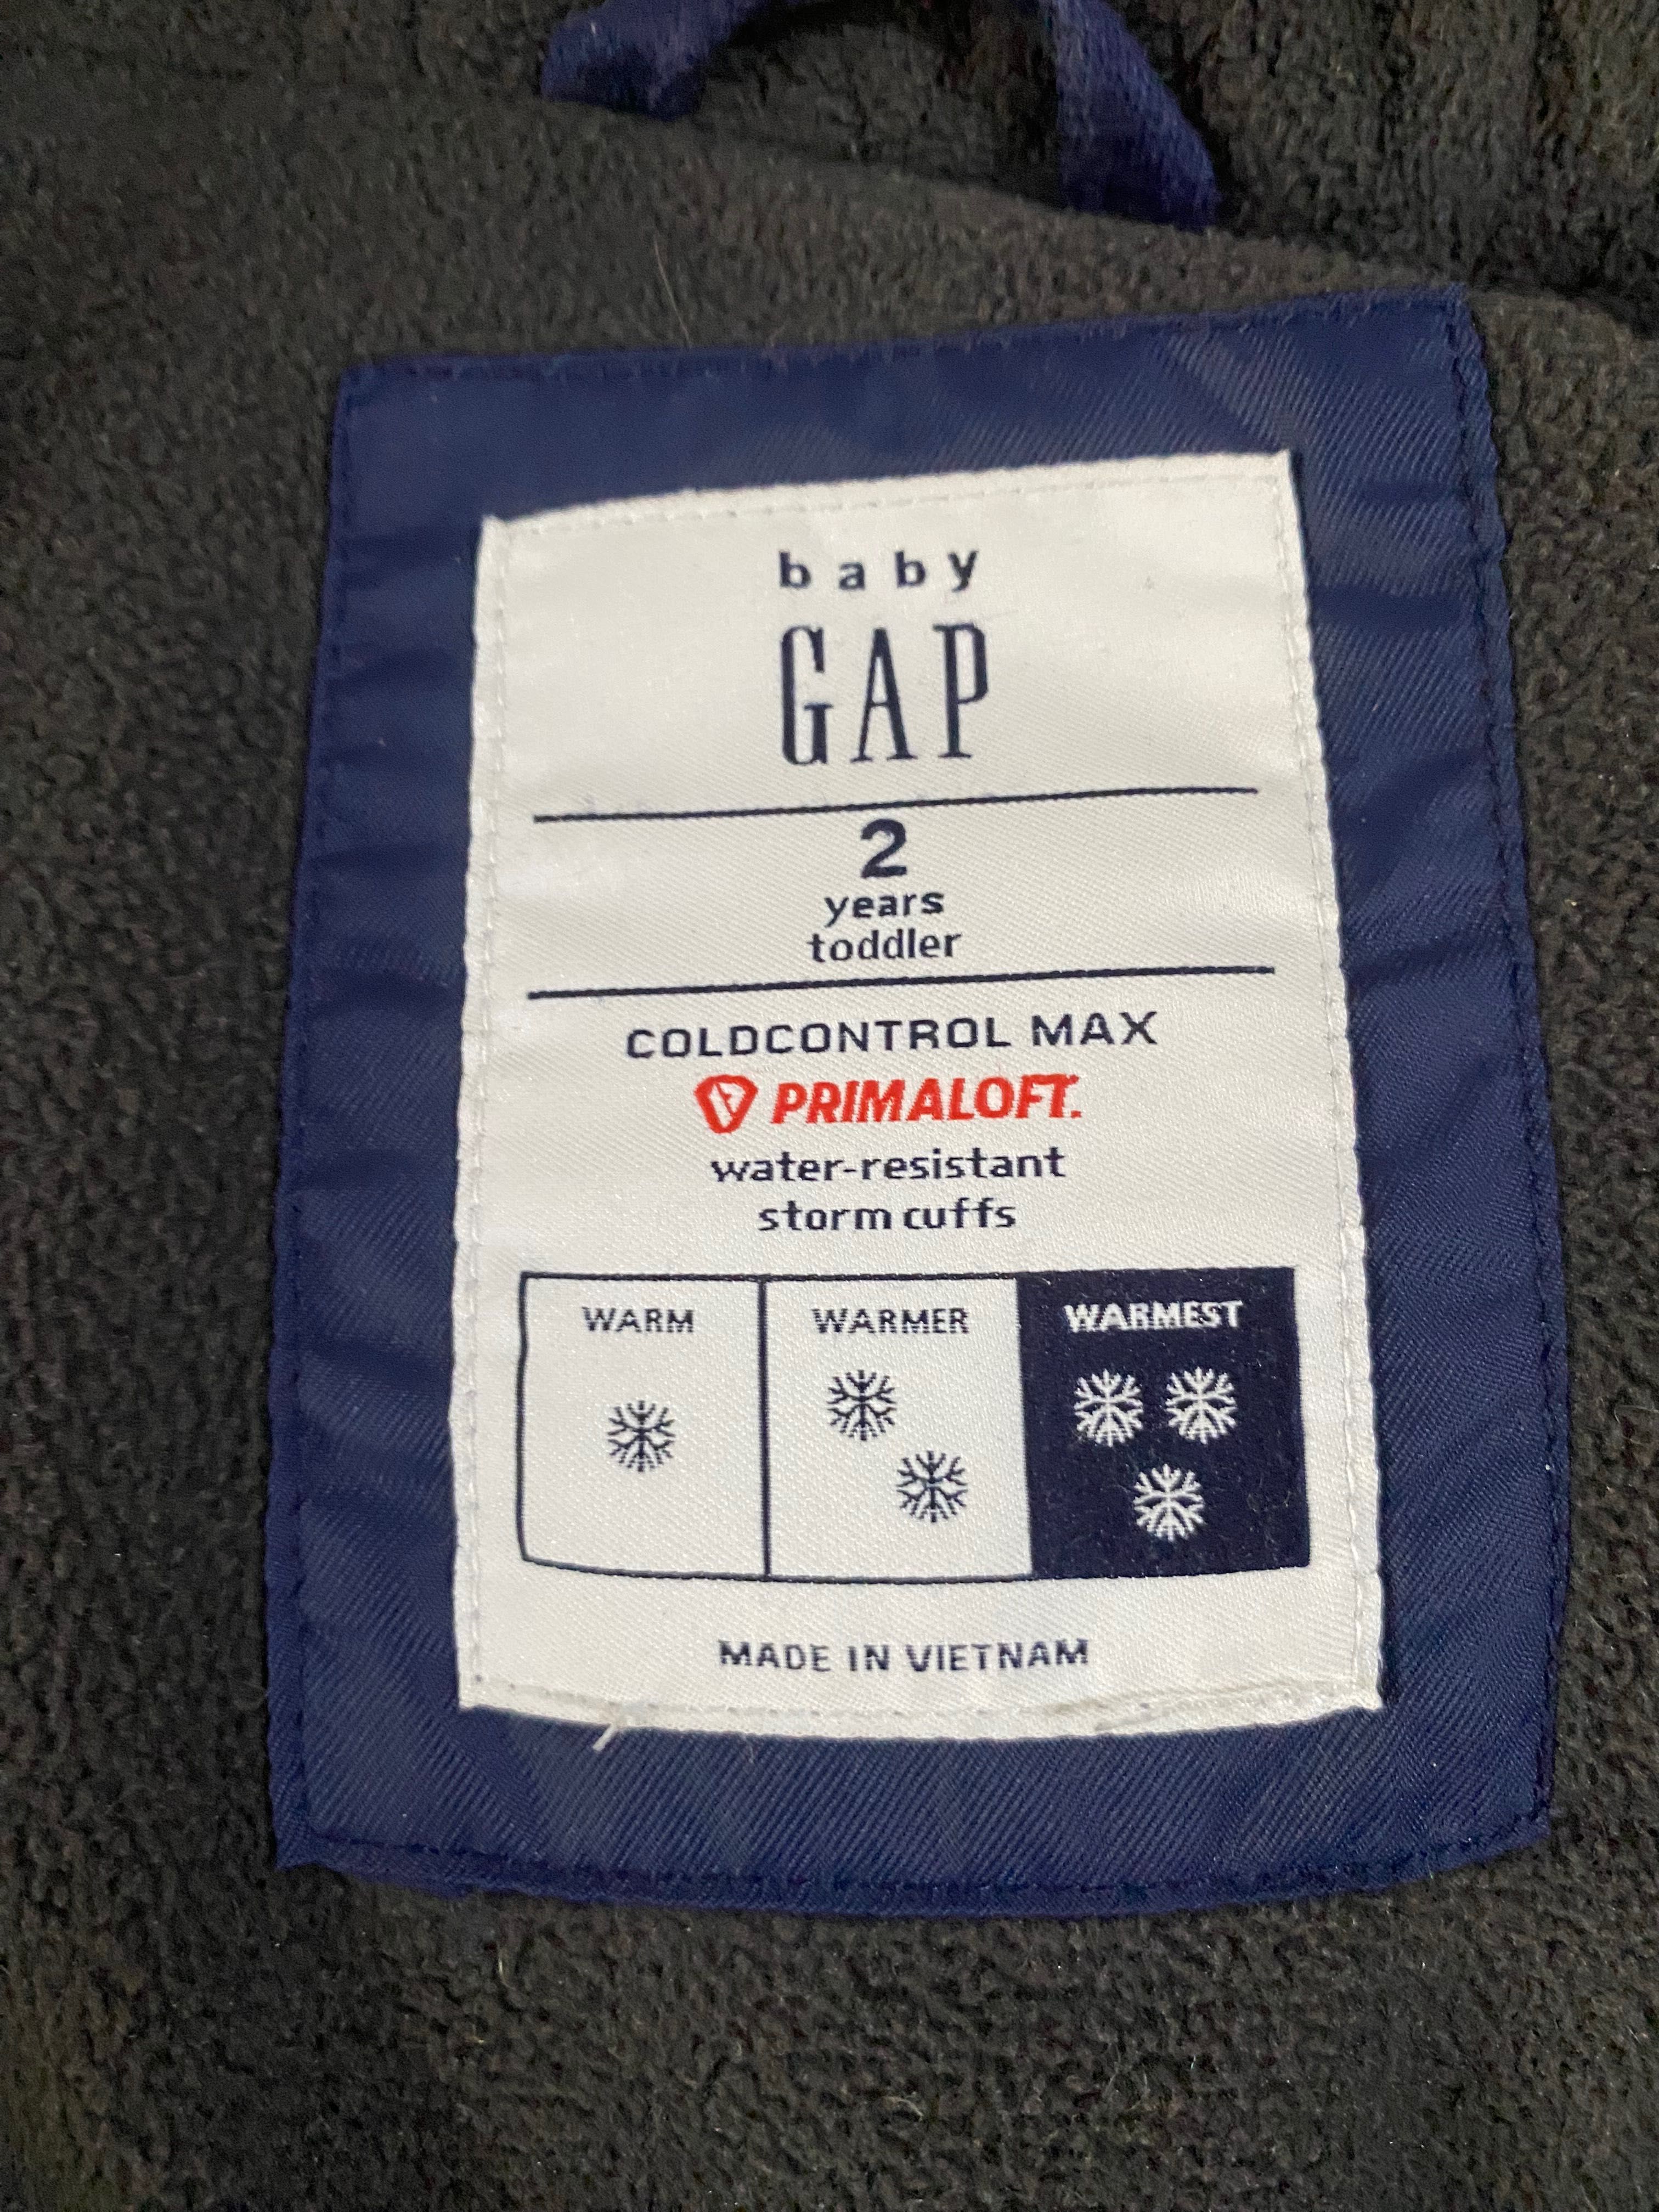 baby
GAP
2
years
toddler
COLDCONTROL MAX
PRIMALOFT.
water-resistant
storm cuffs
WARM WARMER WARMEST
MADE IN VIETNAM